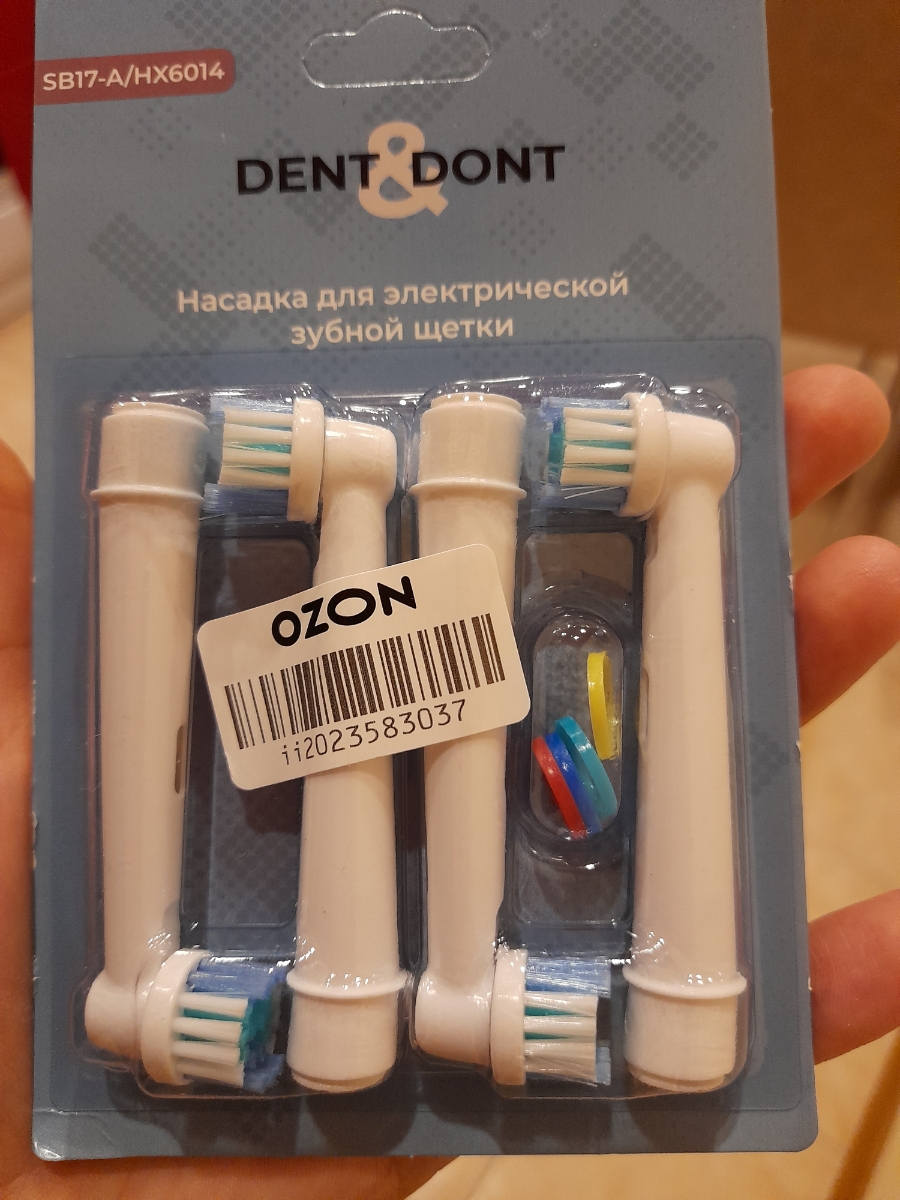 SB17-A/HX6014
DENT & DONT
Насадка для электрической
зубной щетки
OZON
ii2023583037